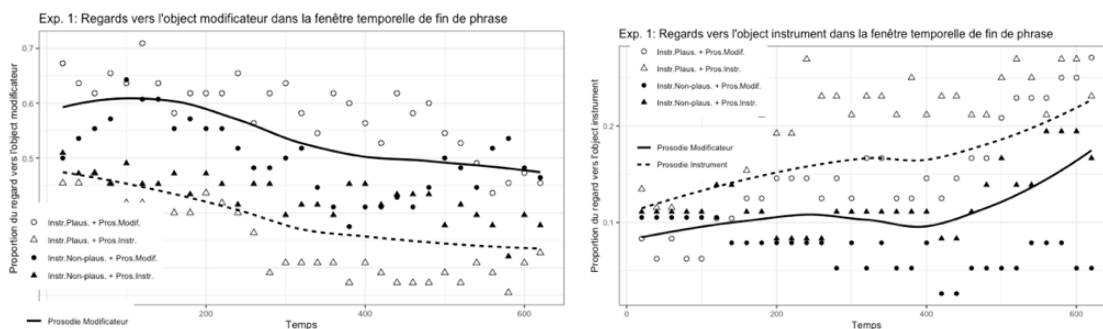 Exp. 1: Regards vers l'object modificateur dans la fenêtre temporelle de fin de phrase
Proportion du regard vers l'object modificateur
0.7
0.6
0.5
Instr.Plaus. + Pros.Modif.
Instr.Plaus. + Pros.Instr.
Instr.Non-plaus. + Pros.Modif.
Instr.Non-plaus. + Pros.Instr.
Prosodie Modificateur
200
400
600
Temps
Exp. 1: Regards vers l'object instrument dans la fenêtre temporelle de fin de phrase
Proportion du regard vers l'object instrument
Instr.Plaus. + Pros.Modif.
Instr.Plaus. + Pros.Instr.
Instr.Non-plaus. + Pros.Modif.
Instr.Non-plaus. + Pros.Instr.
0.2
Prosodie Modificateur
Prosodie Instrument
0.1
0
200
400
600
Temps